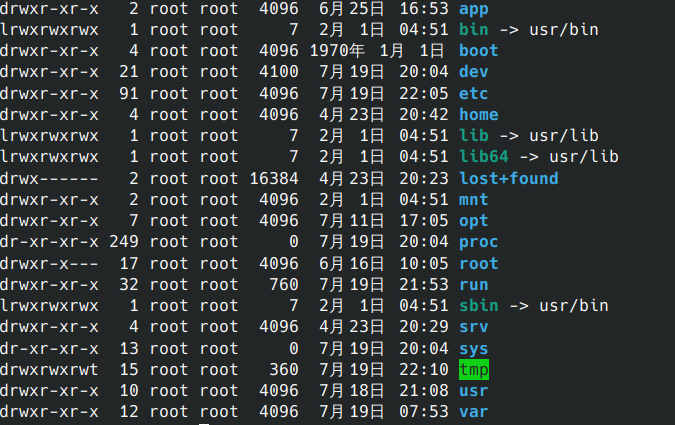 drwxr-xr-x 2 root root 4096 6月25日 16:53 app
lrwxrwxrwx 1 root root 7 2月 1日 04:51 bin -> usr/bin
drwxr-xr-x 4 root root 4096 1970年 1月 1日 boot
drwxr-xr-x 21 root root 4100 7月19日 20:04 dev
drwxr-xr-x 91 root root 4096 7月19日 22:05 etc
drwxr-xr-x 4 root root 4096 4月23日 20:42 home
lrwxrwxrwx 1 root root 7 2月 1日 04:51 lib -> usr/lib
lrwxrwxrwx 1 root root 7 2月 1日 04:51 lib64 -> usr/lib
drwx------ 2 root root 16384 4月23日 20:23 lost+found
drwxr-xr-x 2 root root 4096 2月 1日 04:51 mnt
drwxr-xr-x 7 root root 4096 7月11日 17:05 opt
dr-xr-xr-x 249 root root 0 7月19日 20:04 proc
drwxr-x--- 17 root root 4096 6月16日 10:05 root
drwxr-xr-x 32 root root 760 7月19日 21:53 run
lrwxrwxrwx 1 root root 7 2月 1日 04:51 sbin -> usr/bin
drwxr-xr-x 4 root root 4096 4月23日 20:29 srv
dr-xr-xr-x 13 root root 0 7月19日 20:04 sys
drwxrwxrwt 15 root root 360 7月19日 22:10 tmp
drwxr-xr-x 10 root root 4096 7月18日 21:08 usr
drwxr-xr-x 12 root root 4096 7月19日 07:53 var